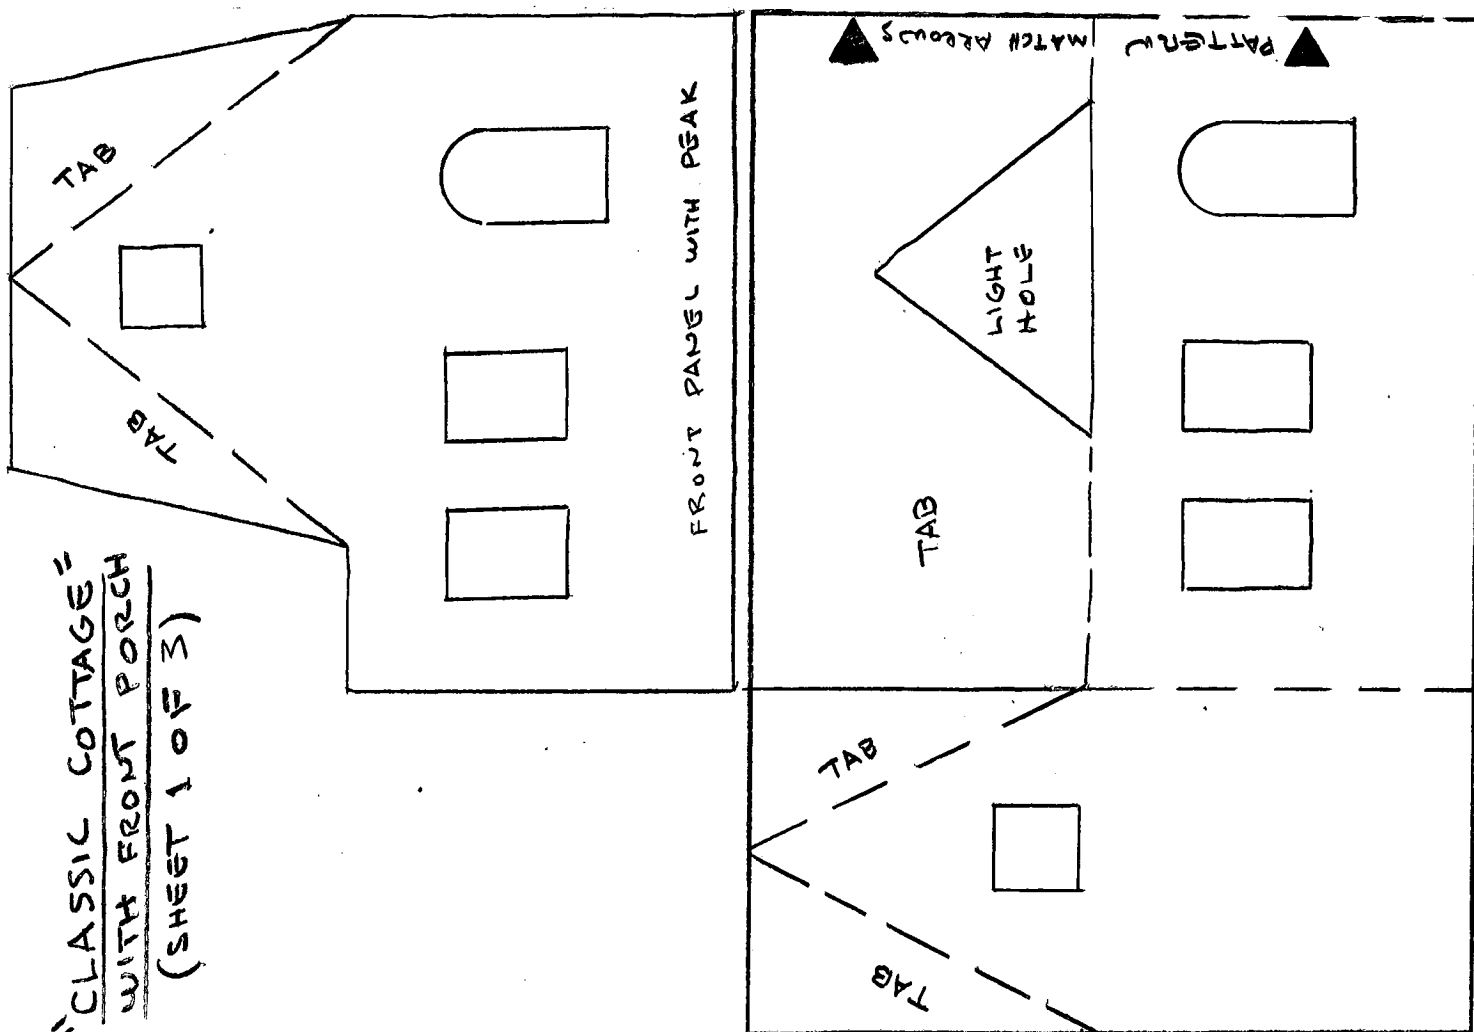 "CLASSIC COTTAGE"
WITH FRONT PORCH
(SHEET 1 OF 3)
TAB
TAB
FRONT PANEL WITH PEAK
PATTERN MATCH ARROWS
LIGHT
HOLE
TAB
TAB
TAB